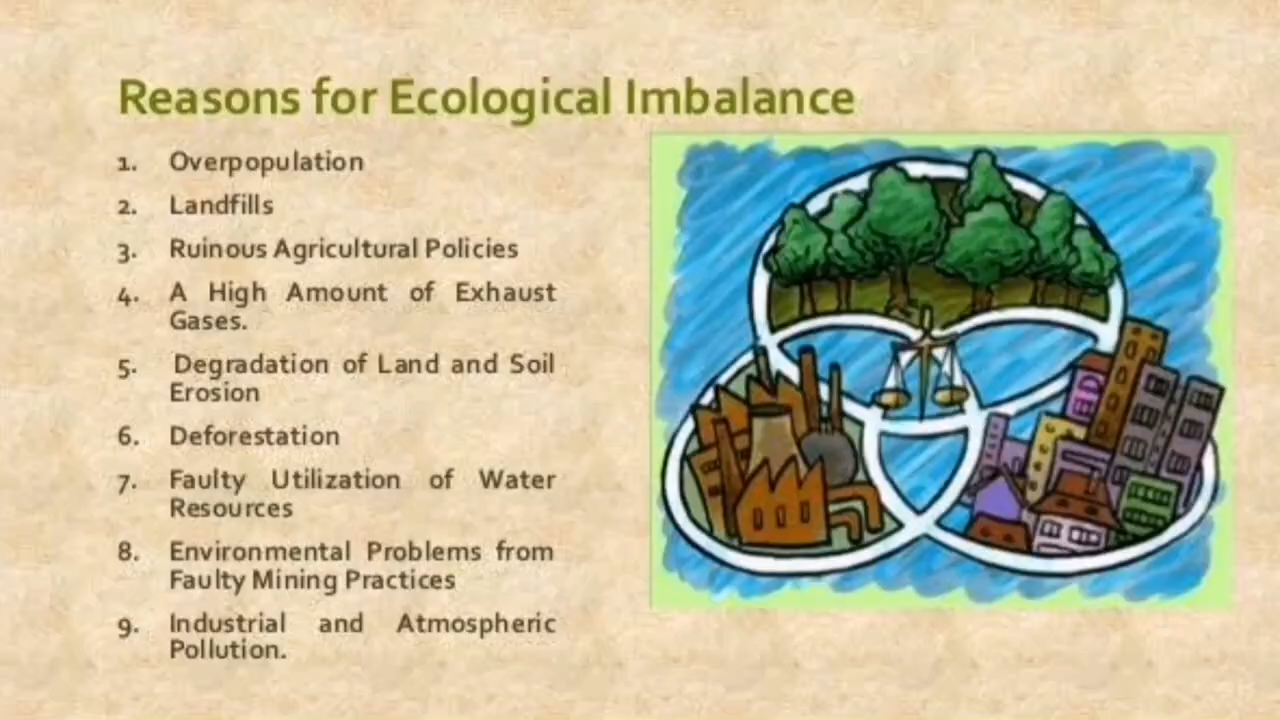 Reasons for Ecological Imbalance
1. Overpopulation
2. Landfills
3. Ruinous Agricultural Policies
4. A High Amount of Exhaust
Gases.
5. Degradation of Land and Soil
Erosion
6. Deforestation
7. Faulty Utilization of Water
Resources
8. Environmental Problems from
Faulty Mining Practices
9. Industrial and Atmospheric
Pollution.